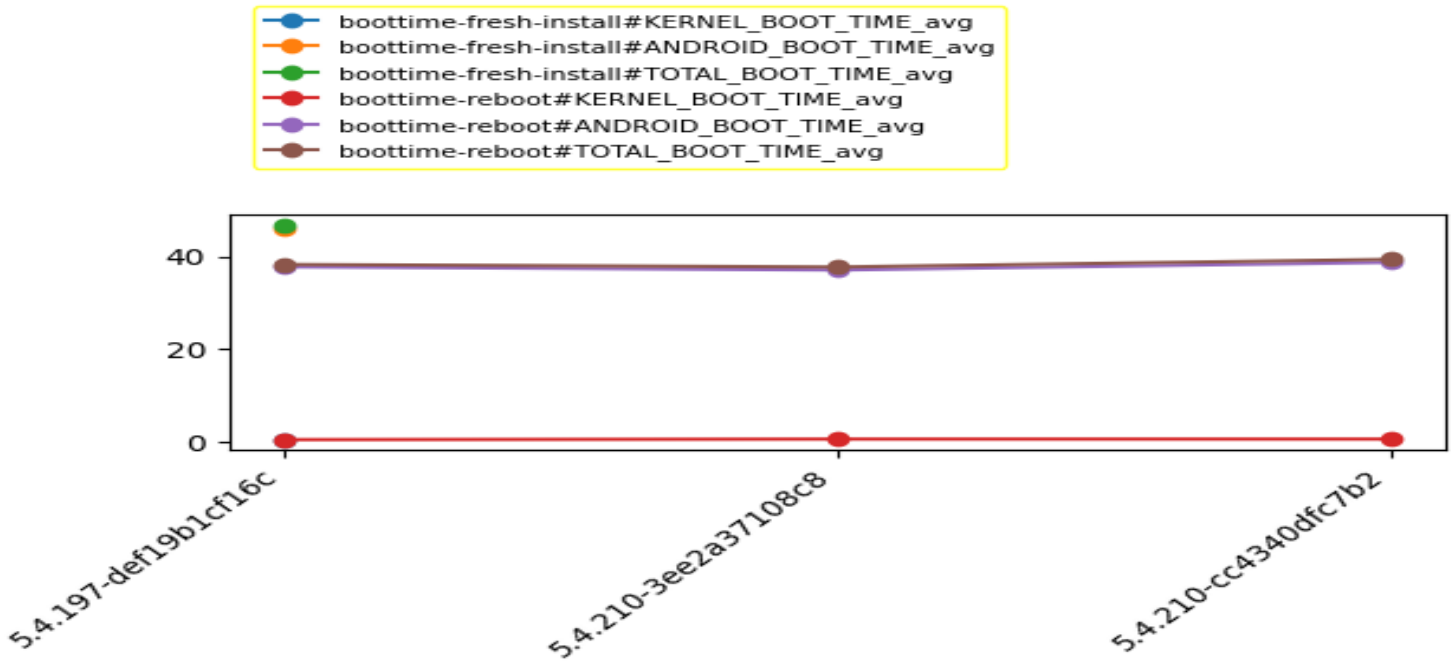 boottime-fresh-install#KERNEL_BOOT_TIME_avg
boottime-fresh-install#ANDROID_BOOT_TIME_avg
boottime-fresh-install#TOTAL_BOOT_TIME_avg
boottime-reboot#KERNEL_BOOT_TIME_avg
boottime-reboot#ANDROID_BOOT_TIME_avg
boottime-reboot#TOTAL_BOOT_TIME_avg
40
20
0
5.4.197-def19b1cf16c
5.4.210-3ee2a37108c8
5.4.210-cc4340dfc7b2